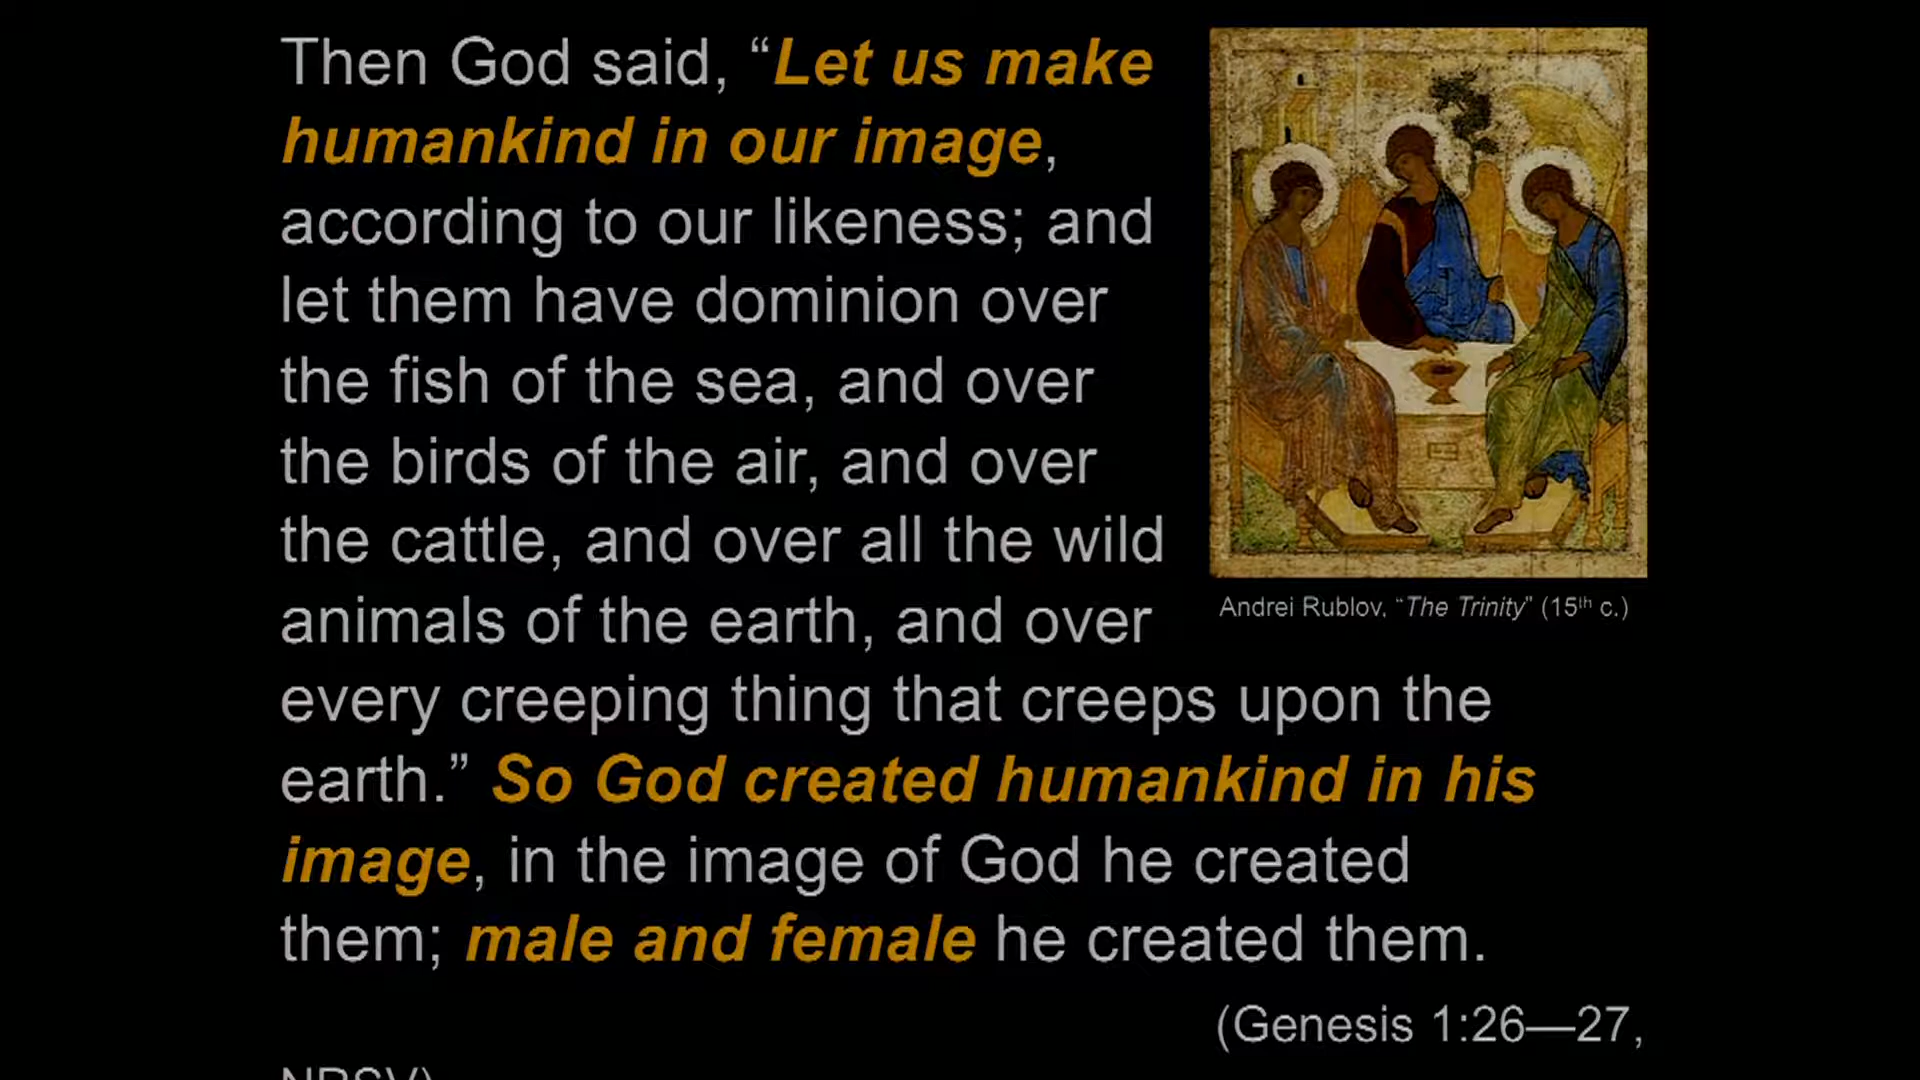 Then God said, “Let us make
humankind in our image,
according to our likeness; and
let them have dominion over
the fish of the sea, and over
the birds of the air, and over
the cattle, and over all the wild
animals of the earth, and over
every creeping thing that creeps upon the
earth.” So God created humankind in his
image, in the image of God he created
them; male and female he created them.
(Genesis 1:26—27,
NRSV)
Andrei Rublov, “The Trinity” (15th c.)